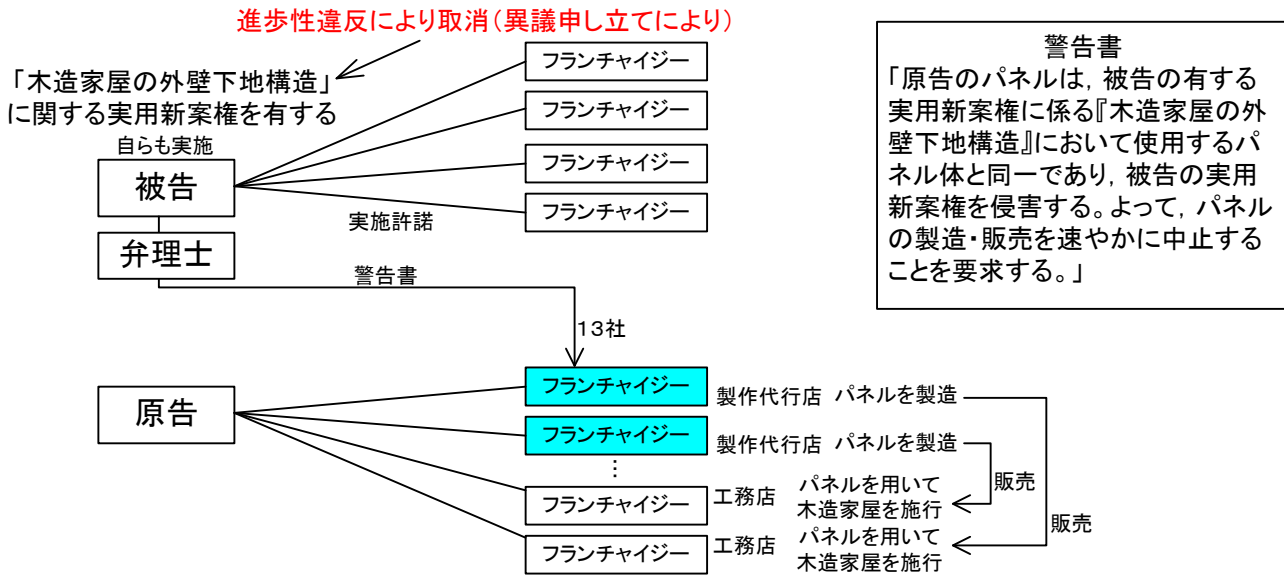 進歩性違反により取消(異議申し立てにより)
「木造家屋の外壁下地構造」
に関する実用新案権を有する
自らも実施
被告
弁理士
フランチャイジー
フランチャイジー
フランチャイジー
フランチャイジー
実施許諾
警告書
13社
警告書
「原告のパネルは,被告の有する
実用新案権に係る『木造家屋の外
壁下地構造』において使用するパ
ネル体と同一であり,被告の実用
新案権を侵害する。よって,パネル
の製造・販売を速やかに中止する
ことを要求する。」
原告
フランチャイジー
製作代行店 パネルを製造
フランチャイジー
製作代行店 パネルを製造
…
フランチャイジー
工務店
パネルを用いて
木造家屋を施行
販売
フランチャイジー
工務店
パネルを用いて
木造家屋を施行
販売